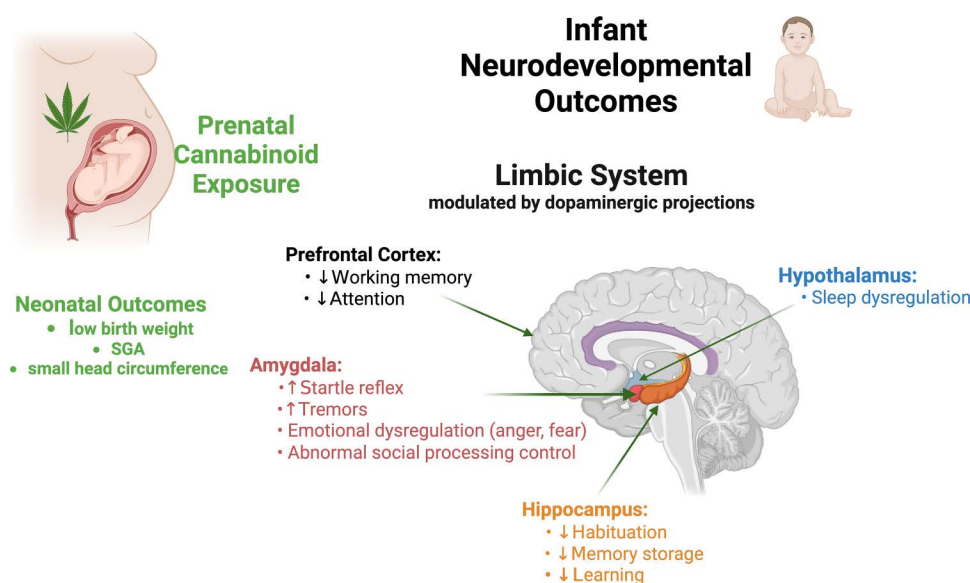 Infant
Neurodevelopmental
Outcomes
Prenatal
Cannabinoid
Exposure
Limbic System
modulated by dopaminergic projections
Prefrontal Cortex:
• ↓Working memory
• ↓Attention
Hypothalamus:
• Sleep dysregulation
Neonatal Outcomes
• low birth weight
• SGA
• small head circumference
Amygdala:
• ↑Startle reflex
• ↑Tremors
• Emotional dysregulation (anger, fear)
• Abnormal social processing control
Hippocampus:
• ↓Habituation
• ↓Memory storage
• ↓Learning